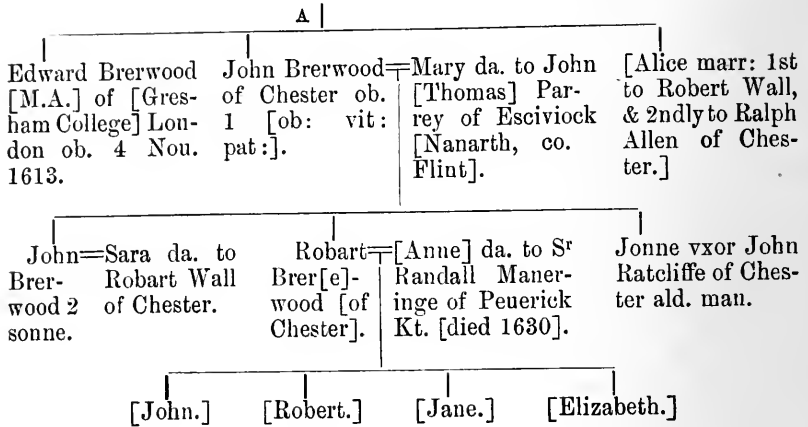 A
Edward Brerwood
[M.A.] of [Gres-
ham College] Lon-
don ob. 4 Nou.
1613.
John Brerwood
of Chester ob.
1 [ob: vit:
pat:].
Mary da. to John
[Thomas] Par-
rey of Esciviock
[Nanarth, co.
Flint].
[Alice marr: 1st
to Robert Wall,
& 2ndly to Ralph
Allen of Ches-
ter.]
John
Brer-
wood 2
sonne.
Sara da. to
Robart Wall
of Chester.
Robart
Brer[e]-
wood [of
Chester].
[Anne] da. to Sr
Randall Maner-
inge of Peuerick
Kt. [died 1630].
Jonne vxor John
Ratcliffe of Ches-
ter ald. man.
[John.]
[Robert.]
[Jane.]
[Elizabeth.]